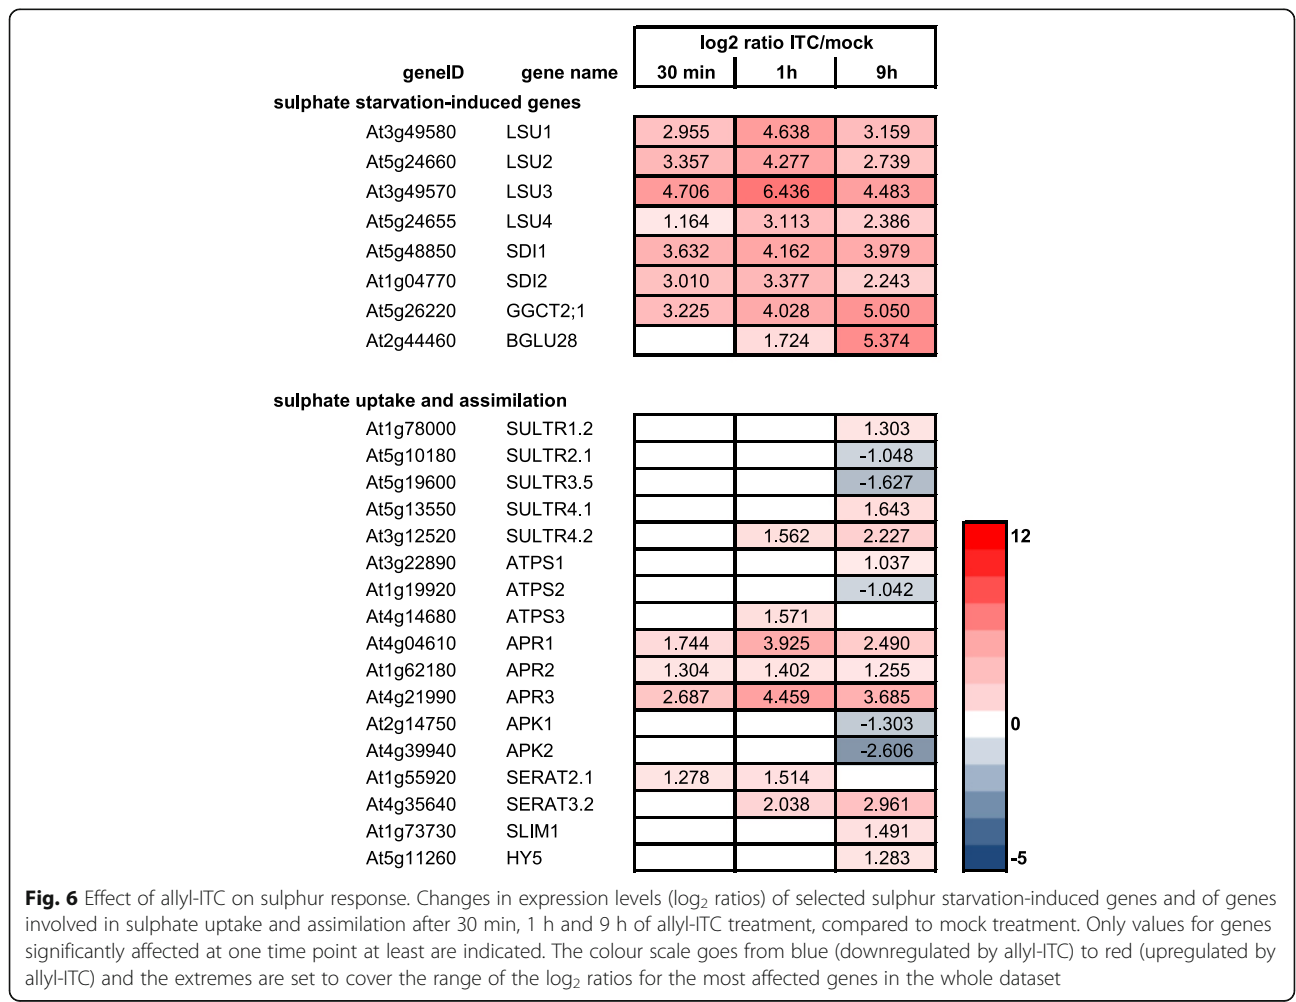 log2 ratio ITC/mock
geneID gene name 30 min 1h 9h
sulphate starvation-induced genes
At3g49580 LSU1 2.955 4.638 3.159
At5g24660 LSU2 3.357 4.277 2.739
At3g49570 LSU3 4.706 6.436 4.483
At5g24655 LSU4 1.164 3.113 2.386
At5g48850 SDI1 3.632 4.162 3.979
At1g04770 SDI2 3.010 3.377 2.243
At5g26220 GGCT2;1 3.225 4.028 5.050
At2g44460 BGLU28 1.724 5.374
sulphate uptake and assimilation
At1g78000 SULTR1.2 1.303
At5g10180 SULTR2.1 -1.048
At5g19600 SULTR3.5 -1.627
At5g13550 SULTR4.1 1.643
At3g12520 SULTR4.2 1.562 2.227 12
At3g22890 ATPS1 1.037
At1g19920 ATPS2 -1.042
At4g14680 ATPS3 1.571
At4g04610 APR1 1.744 3.925 2.490
At1g62180 APR2 1.304 1.402 1.255
At4g21990 APR3 2.687 4.459 3.685
At2g14750 APK1 -1.303 0
At4g39940 APK2 -2.606
At1g55920 SERAT2.1 1.278 1.514
At4g35640 SERAT3.2 2.038 2.961
At1g73730 SLIM1 1.491
At5g11260 HY5 1.283 -5
Fig. 6 Effect of allyl-ITC on sulphur response. Changes in expression levels (log2 ratios) of selected sulphur starvation-induced genes and of genes
involved in sulphate uptake and assimilation after 30 min, 1 h and 9 h of allyl-ITC treatment, compared to mock treatment. Only values for genes
significantly affected at one time point at least are indicated. The colour scale goes from blue (downregulated by allyl-ITC) to red (upregulated by
allyl-ITC) and the extremes are set to cover the range of the log2 ratios for the most affected genes in the whole dataset